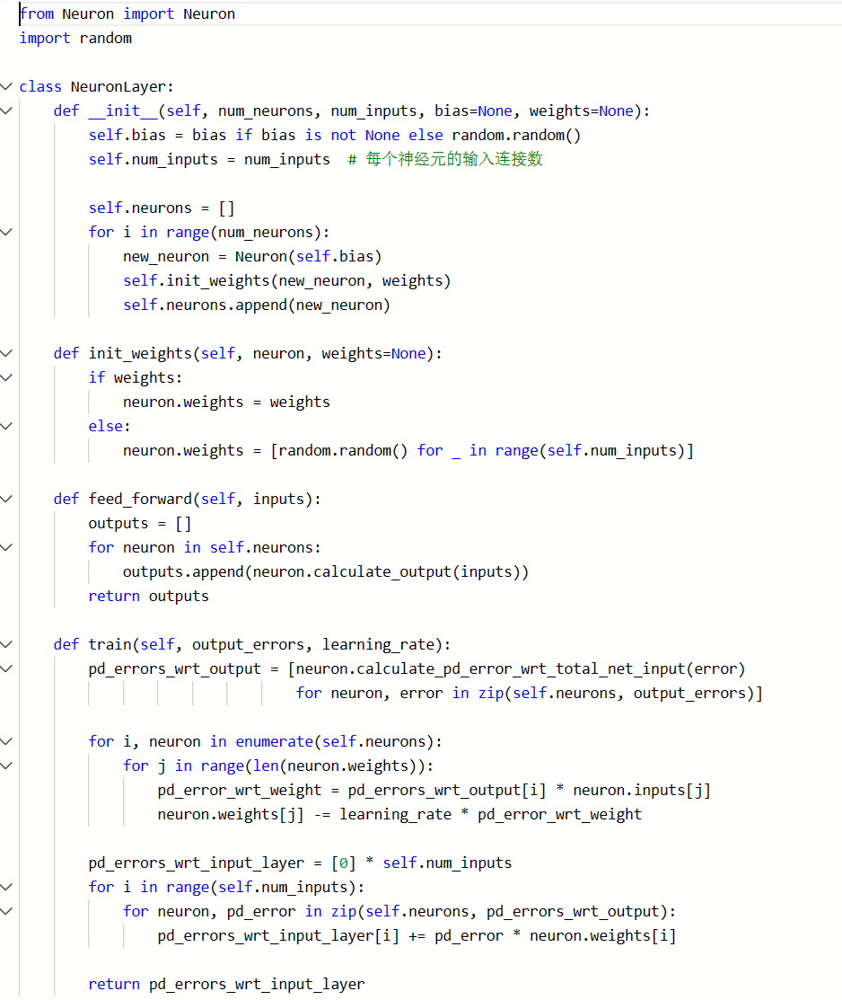 from Neuron import Neuron
import random
class NeuronLayer:
def __init__(self, num_neurons, num_inputs, bias=None, weights=None):
self.bias = bias if bias is not None else random.random()
self.num_inputs = num_inputs  # 每个神经元的输入连接数
self.neurons = []
for i in range(num_neurons):
new_neuron = Neuron(self.bias)
self.init_weights(new_neuron, weights)
self.neurons.append(new_neuron)
def init_weights(self, neuron, weights=None):
if weights:
neuron.weights = weights
else:
neuron.weights = [random.random() for _ in range(self.num_inputs)]
def feed_forward(self, inputs):
outputs = []
for neuron in self.neurons:
outputs.append(neuron.calculate_output(inputs))
return outputs
def train(self, output_errors, learning_rate):
pd_errors_wrt_output = [neuron.calculate_pd_error_wrt_total_net_input(error)
for neuron, error in zip(self.neurons, output_errors)]
for i, neuron in enumerate(self.neurons):
for j in range(len(neuron.weights)):
pd_error_wrt_weight = pd_errors_wrt_output[i] * neuron.inputs[j]
neuron.weights[j] -= learning_rate * pd_error_wrt_weight
pd_errors_wrt_input_layer = [0] * self.num_inputs
for i in range(self.num_inputs):
for neuron, pd_error in zip(self.neurons, pd_errors_wrt_output):
pd_errors_wrt_input_layer[i] += pd_error * neuron.weights[i]
return pd_errors_wrt_input_layer